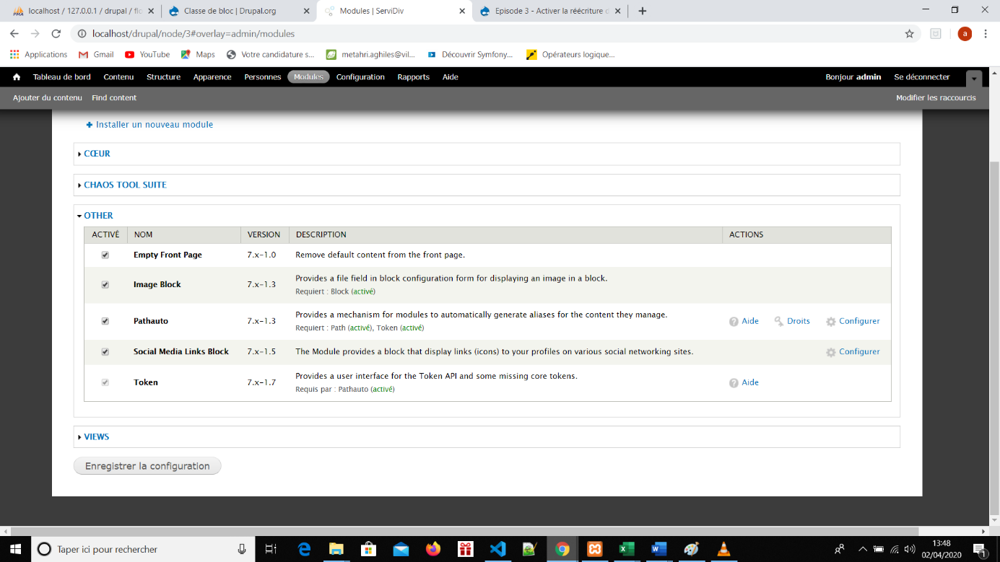 localhost / 127.0.0.1 / drupal / flo
Classe de bloc | Drupal.org
Modules | ServiDiv
Episode 3 - Activer la réécriture d
localhost/drupal/node/3#overlay=admin/modules
a
Applications
Gmail
YouTube
Maps
Votre candidature s...
metahri.aghiles@vil...
Découvrir Symfony...
Opérateurs logique...
Tableau de bord
Contenu
Structure
Apparence
Personnes
Modules
Configuration
Rapports
Aide
Bonjour admin
Se déconnecter
Ajouter du contenu
Find content
Modifier les raccourcis
Installer un nouveau module
CŒUR
CHAOS TOOL SUITE
OTHER
ACTIVÉ NOM VERSION DESCRIPTION ACTIONS
Empty Front Page 7.x-1.0 Remove default content from the front page.
Image Block 7.x-1.3 Provides a file field in block configuration form for displaying an image in a block.
Requiert : Block (activé)
Pathauto 7.x-1.3 Provides a mechanism for modules to automatically generate aliases for the content they manage.
Requiert : Path (activé), Token (activé)
Aide Droits Configurer
Social Media Links Block 7.x-1.5 The Module provides a block that display links (icons) to your profiles on various social networking sites.
Configurer
Token 7.x-1.7 Provides a user interface for the Token API and some missing core tokens.
Requis par : Pathauto (activé)
Aide
VIEWS
Enregistrer la configuration
Taper ici pour rechercher
13:48
02/04/2020
1